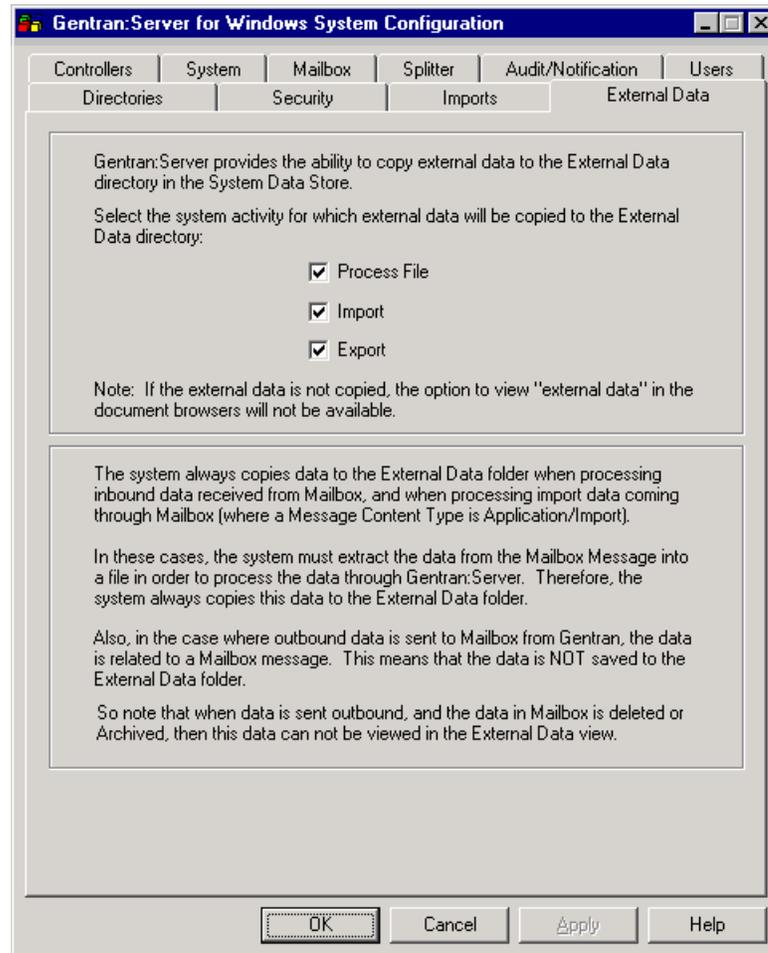 Gentran:Server for Windows System Configuration
Controllers System Mailbox Splitter Audit/Notification Users
Directories Security Imports External Data
Gentran:Server provides the ability to copy external data to the External Data
directory in the System Data Store.
Select the system activity for which external data will be copied to the External
Data directory:
Process File
Import
Export
Note: If the external data is not copied, the option to view "external data" in the
document browsers will not be available.
The system always copies data to the External Data folder when processing
inbound data received from Mailbox, and when processing import data coming
through Mailbox (where a Message Content Type is Application/Import).
In these cases, the system must extract the data from the Mailbox Message into
a file in order to process the data through Gentran:Server. Therefore, the
system always copies this data to the External Data folder.
Also, in the case where outbound data is sent to Mailbox from Gentran, the data
is related to a Mailbox message. This means that the data is NOT saved to the
External Data folder.
So note that when data is sent outbound, and the data in Mailbox is deleted or
Archived, then this data can not be viewed in the External Data view.
OK Cancel Apply Help